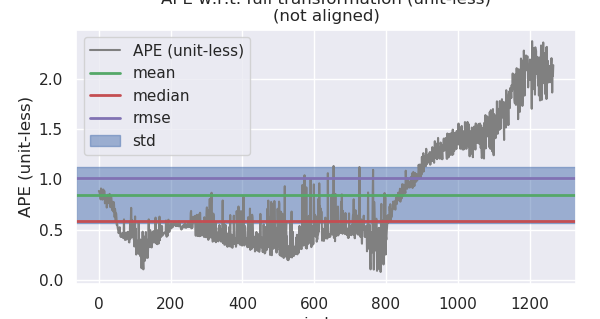 APE w.r.t. full transformation (unit-less)
(not aligned)
APE (unit-less)
mean
median
rmse
std
APE (unit-less)
2.0
1.5
1.0
0.5
0.0
0 200 400 600 800 1000 1200